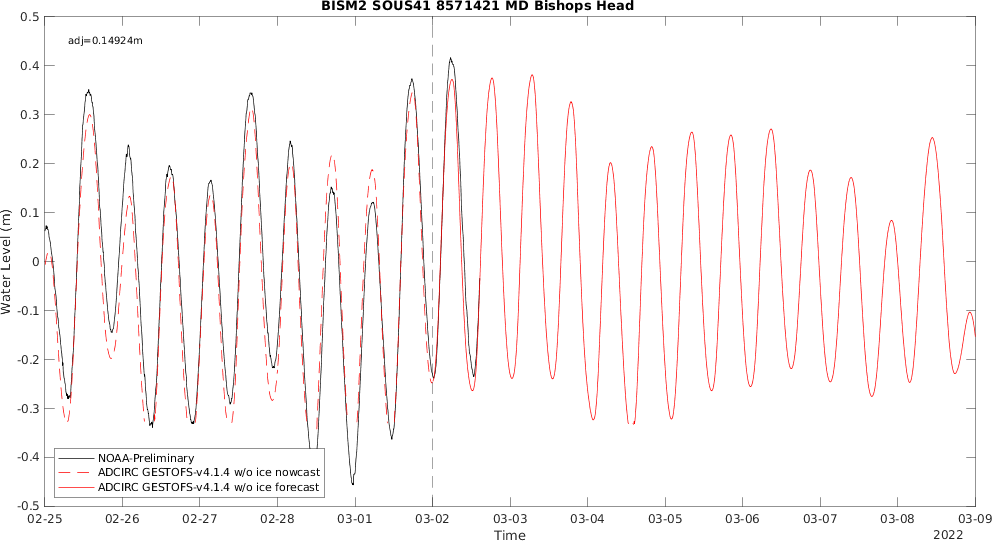 BISM2 SOUS41 8571421 MD Bishops Head
adj=0.14924m
0.5
0.4
0.3
0.2
0.1
0
-0.1
-0.2
-0.3
-0.4
-0.5
Water Level (m)
NOAA-Preliminary
ADCIRC GESTOFS-v4.1.4 w/o ice nowcast
ADCIRC GESTOFS-v4.1.4 w/o ice forecast
02-25 02-26 02-27 02-28 03-01 03-02 03-03 03-04 03-05 03-06 03-07 03-08 03-09
Time
2022